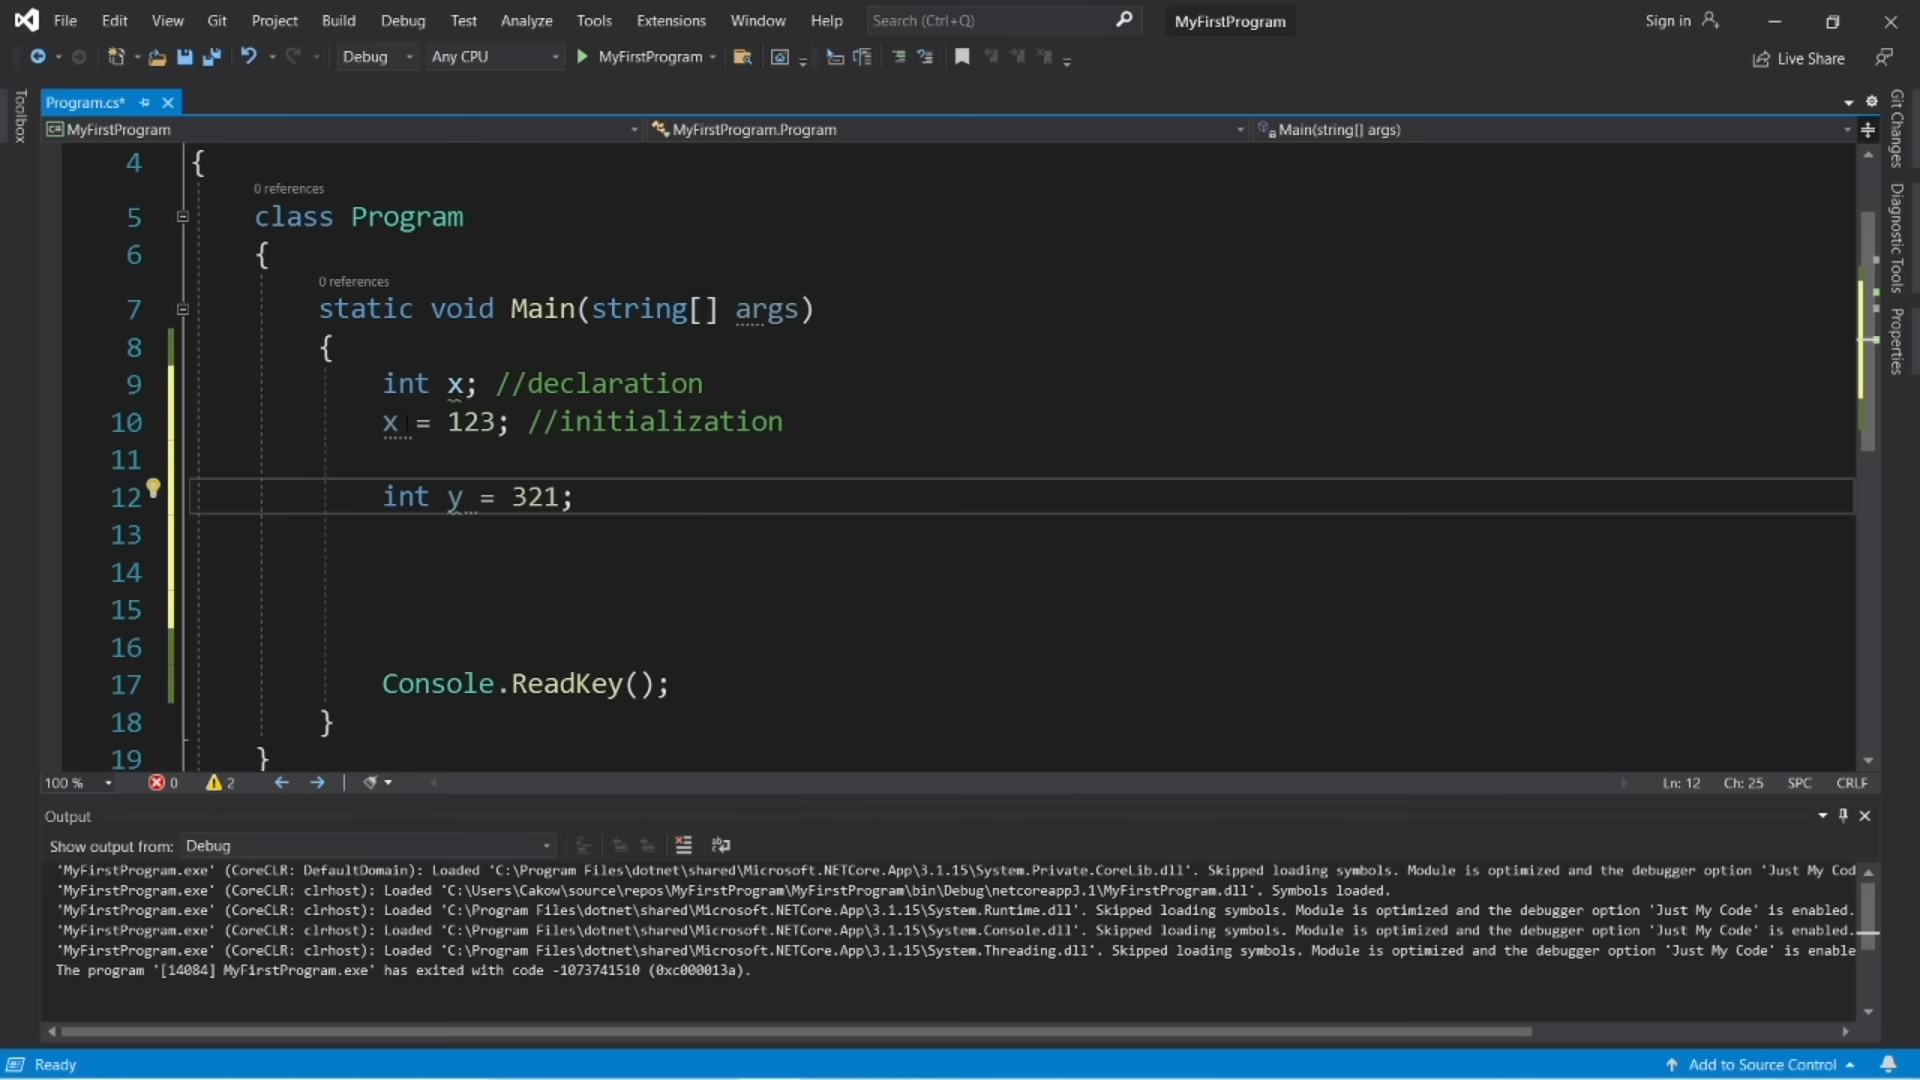 File Edit View Git Project Build Debug Test Analyze Tools Extensions Window Help Search (Ctrl+Q) MyFirstProgram Sign in
Debug Any CPU MyFirstProgram Live Share
Toolbox
Program.cs*
MyFirstProgram MyFirstProgram.Program Main(string[] args)
Git Changes
Diagnostic Tools
Properties
4 {
0 references
5 class Program
6 {
0 references
7 static void Main(string[] args)
8 {
9 int x; //declaration
10 x = 123; //initialization
11
12 int y = 321;
13
14
15
16
17 Console.ReadKey();
18 }
19 }
100 % 0 2 Ln: 12 Ch: 25 SPC CRLF
Output
Show output from: Debug
'MyFirstProgram.exe' (CoreCLR: DefaultDomain): Loaded 'C:\Program Files\dotnet\shared\Microsoft.NETCore.App\3.1.15\System.Private.CoreLib.dll'. Skipped loading symbols. Module is optimized and the debugger option 'Just My Cod
'MyFirstProgram.exe' (CoreCLR: clrhost): Loaded 'C:\Users\Cakow\source\repos\MyFirstProgram\MyFirstProgram\bin\Debug\netcoreapp3.1\MyFirstProgram.dll'. Symbols loaded.
'MyFirstProgram.exe' (CoreCLR: clrhost): Loaded 'C:\Program Files\dotnet\shared\Microsoft.NETCore.App\3.1.15\System.Runtime.dll'. Skipped loading symbols. Module is optimized and the debugger option 'Just My Code' is enabled.
'MyFirstProgram.exe' (CoreCLR: clrhost): Loaded 'C:\Program Files\dotnet\shared\Microsoft.NETCore.App\3.1.15\System.Console.dll'. Skipped loading symbols. Module is optimized and the debugger option 'Just My Code' is enabled.
'MyFirstProgram.exe' (CoreCLR: clrhost): Loaded 'C:\Program Files\dotnet\shared\Microsoft.NETCore.App\3.1.15\System.Threading.dll'. Skipped loading symbols. Module is optimized and the debugger option 'Just My Code' is enable
The program '[14084] MyFirstProgram.exe' has exited with code -1073741510 (0xc000013a).
Ready Add to Source Control